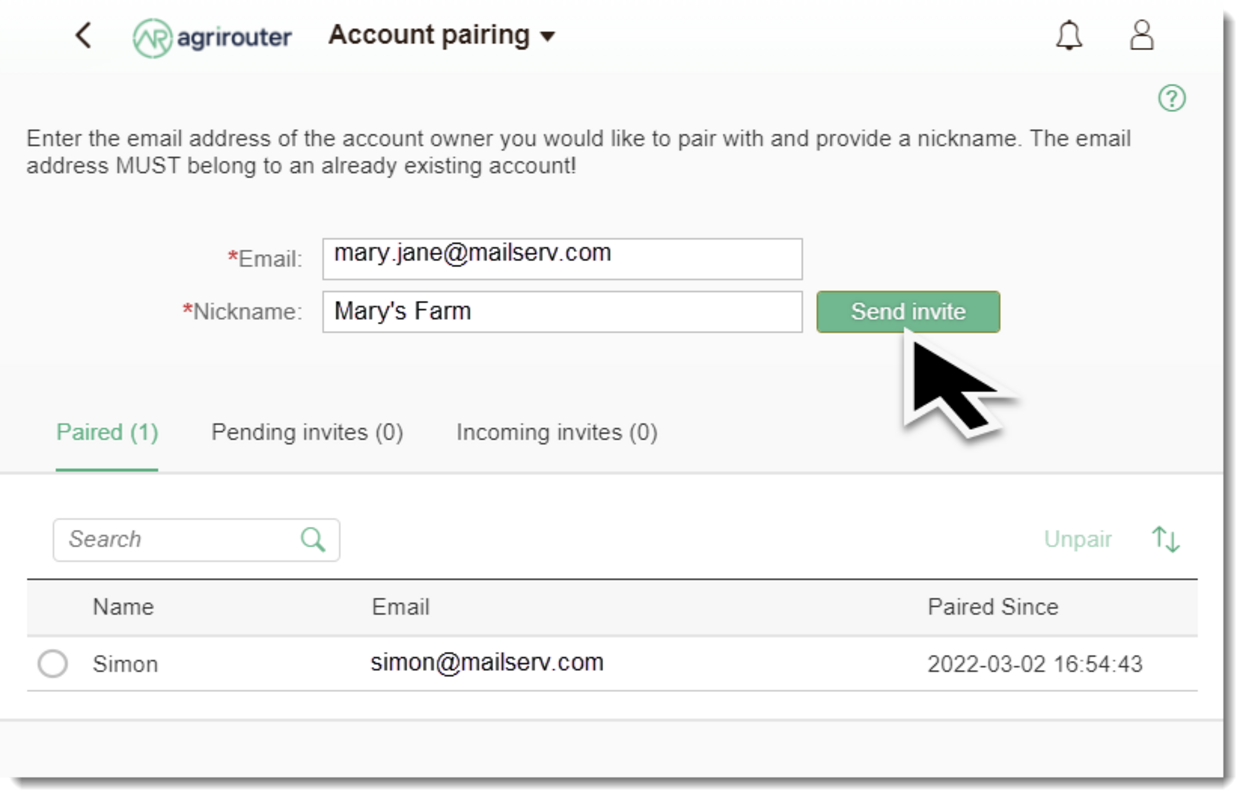 agrirouter Account pairing
Enter the email address of the account owner you would like to pair with and provide a nickname. The email
address MUST belong to an already existing account!
*Email: mary.jane@mailserv.com
*Nickname: Mary's Farm Send invite
Paired (1) Pending invites (0) Incoming invites (0)
Search Unpair
Name Email Paired Since
Simon simon@mailserv.com 2022-03-02 16:54:43